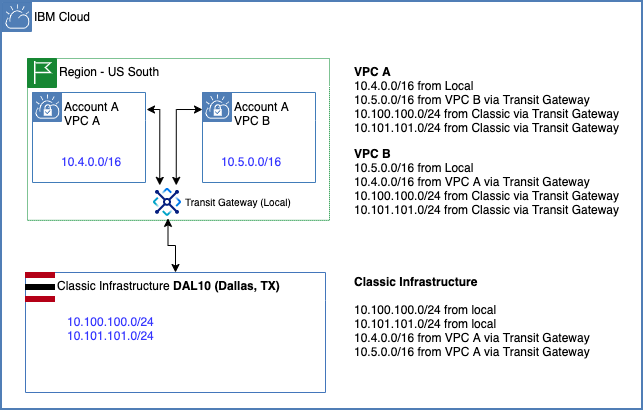 IBM Cloud
Region - US South
Account A
VPC A
10.4.0.0/16
Account A
VPC B
10.5.0.0/16
Transit Gateway (Local)
Classic Infrastructure DAL10 (Dallas, TX)
10.100.100.0/24
10.101.101.0/24
VPC A
10.4.0.0/16 from Local
10.5.0.0/16 from VPC B via Transit Gateway
10.100.100.0/24 from Classic via Transit Gateway
10.101.101.0/24 from Classic via Transit Gateway
VPC B
10.5.0.0/16 from Local
10.4.0.0/16 from VPC A via Transit Gateway
10.100.100.0/24 from Classic via Transit Gateway
10.101.101.0/24 from Classic via Transit Gateway
Classic Infrastructure
10.100.100.0/24 from local
10.101.101.0/24 from local
10.4.0.0/16 from VPC A via Transit Gateway
10.5.0.0/16 from VPC A via Transit Gateway